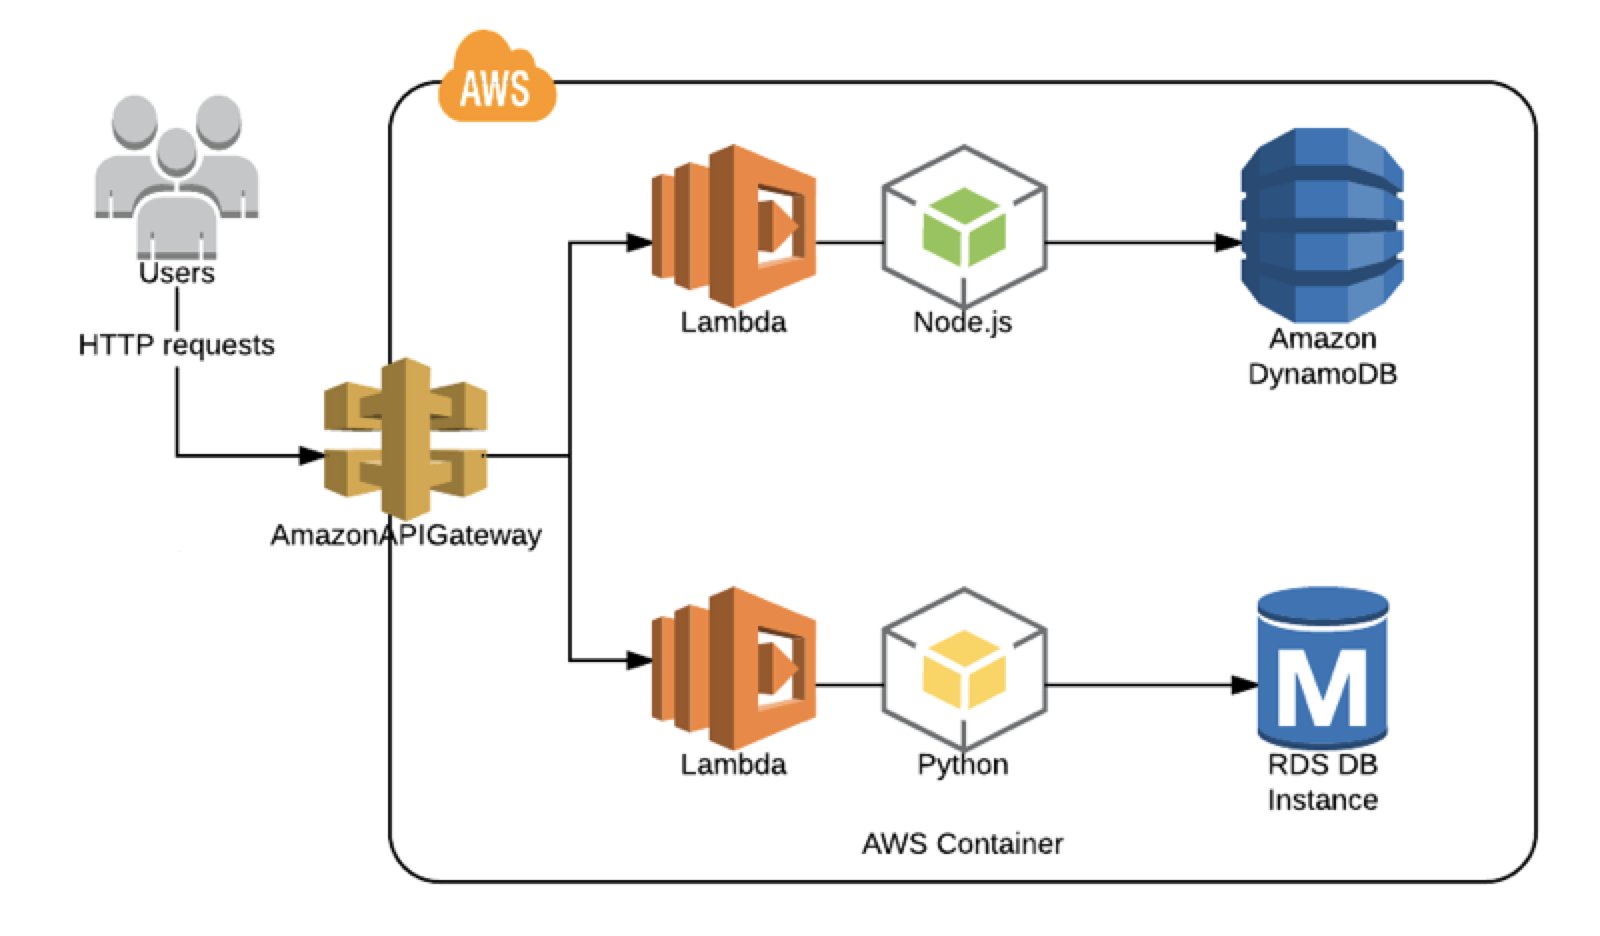 AWS
Users
HTTP requests
AmazonAPIGateway
Lambda
Node.js
Amazon
DynamoDB
Lambda
Python
M
RDS DB
Instance
AWS Container